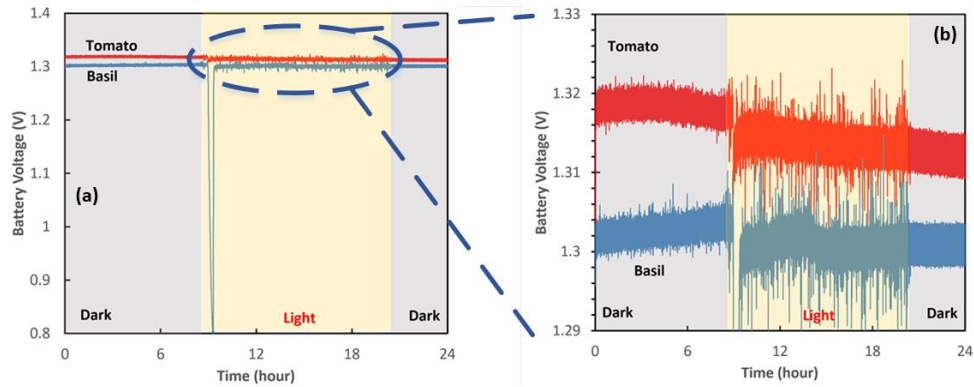 1.4
1.3
1.2
1.1
1
0.9
0.8
Battery Voltage (V)
Tomato
Basil
(a)
Dark
Light
Dark
0
6
12
18
24
Time (hour)
1.33
1.32
1.31
1.3
1.29
Battery Voltage (V)
Tomato
(b)
Basil
Dark
Light
Dark
0
6
12
18
24
Time (hour)